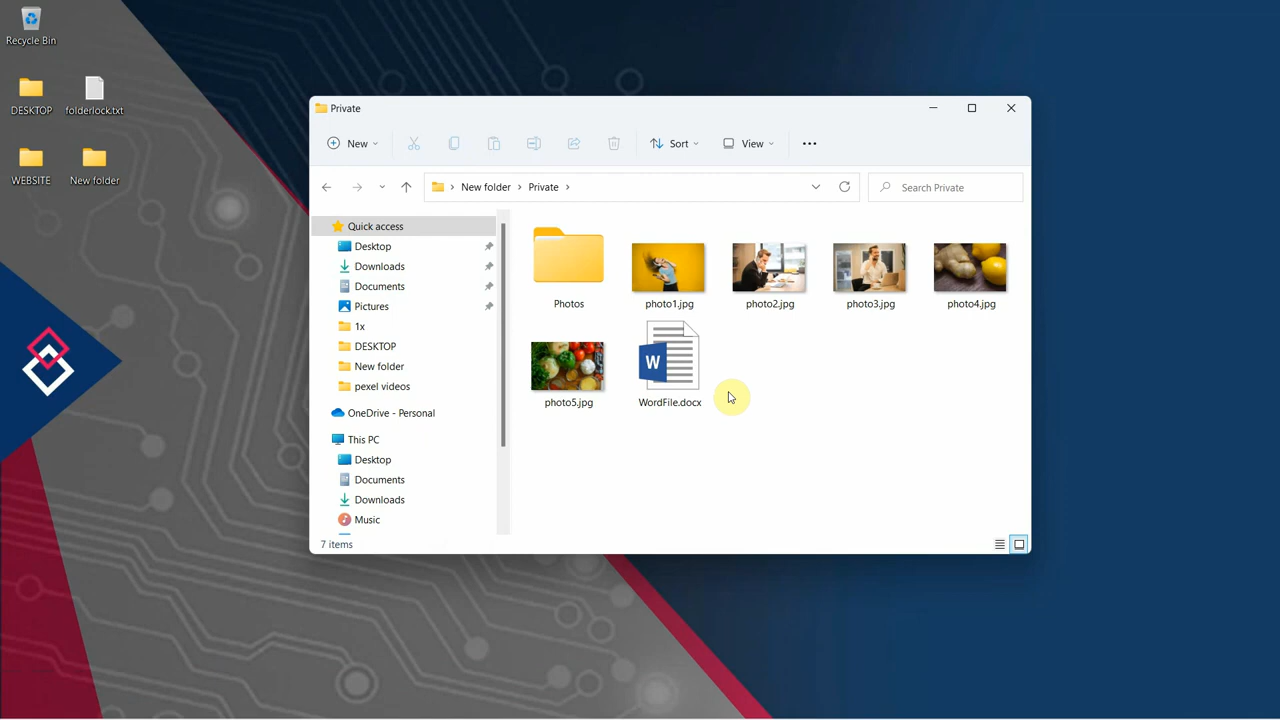 Recycle Bin
DESKTOP
folderlock.txt
WEBSITE
New folder
Private
New
Sort
View
New folder > Private >
Search Private
Quick access
Desktop
Downloads
Documents
Pictures
1x
DESKTOP
New folder
pexel videos
OneDrive - Personal
This PC
Desktop
Documents
Downloads
Music
Photos
photo1.jpg
photo2.jpg
photo3.jpg
photo4.jpg
photo5.jpg
W
WordFile.docx
7 items